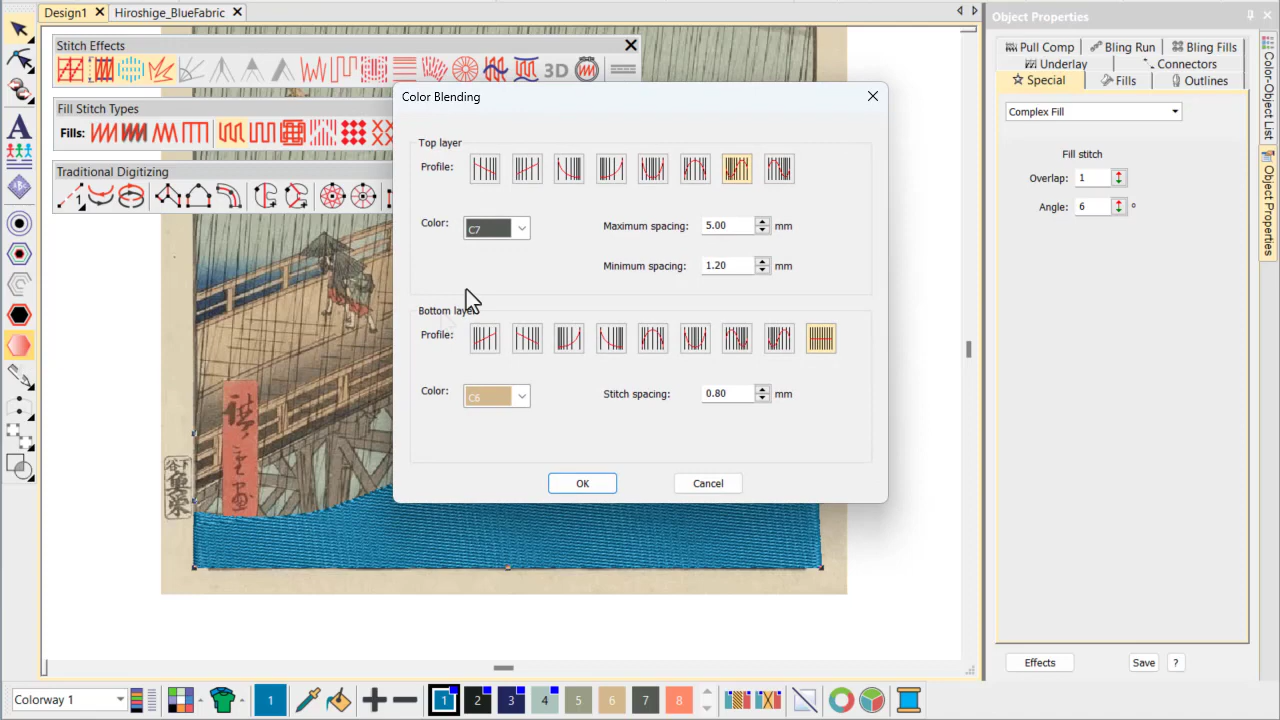 Design1
Hiroshige_BlueFabric
Object Properties
Stitch Effects
3D
Fill Stitch Types
Fills:
Traditional Digitizing
Color Blending
Top layer
Profile:
Color:
C7
Maximum spacing:
5.00
mm
Minimum spacing:
1.20
mm
Bottom laye
Profile:
Color:
C6
Stitch spacing:
0.80
mm
OK
Cancel
Pull Comp
Bling Run
Bling Fills
Underlay
Connectors
Special
Fills
Outlines
Complex Fill
Fill stitch
Overlap:
1
Angle:
6
°
Effects
Save
?
Color-Object List
Object Properties
A
1
Colorway 1
1
1
2
3
4
5
6
7
8